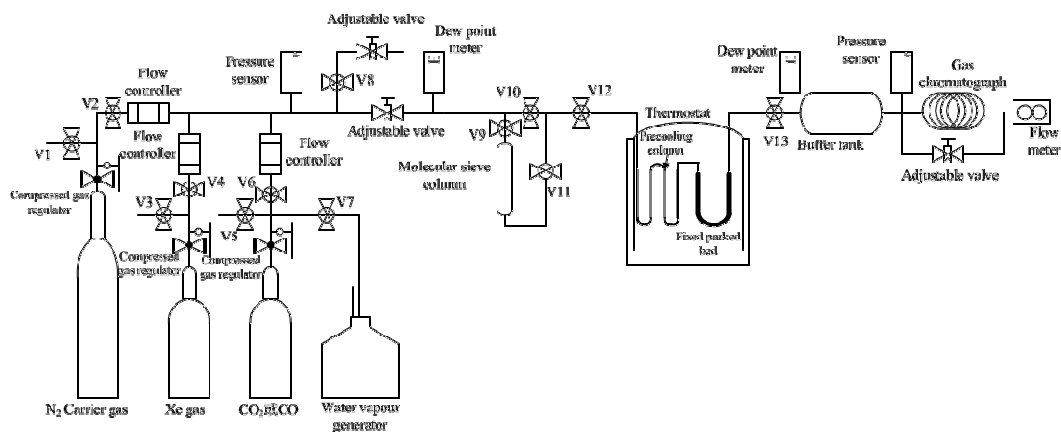 Adjustable valve
Dew point
meter
Pressure
sensor
Flow
controller
V8
V2
V1
Flow
controller
Flow
controller
Adjustable valve
V10
V12
V9
Molecular sieve
column
V11
Thermostat
Precooling
column
Fixed parked
bed
Dew point
meter
Pressure
sensor
Gas
chromatograph
V13
Buffer tank
Flow
meter
Adjustable valve
Compressed gas
regulator
V4
V3
V6
V5
V7
Compressed
gas regulator
Compressed
gas regulator
N2 Carrier gas
Xe gas
CO2或CO
Water vapour
generator